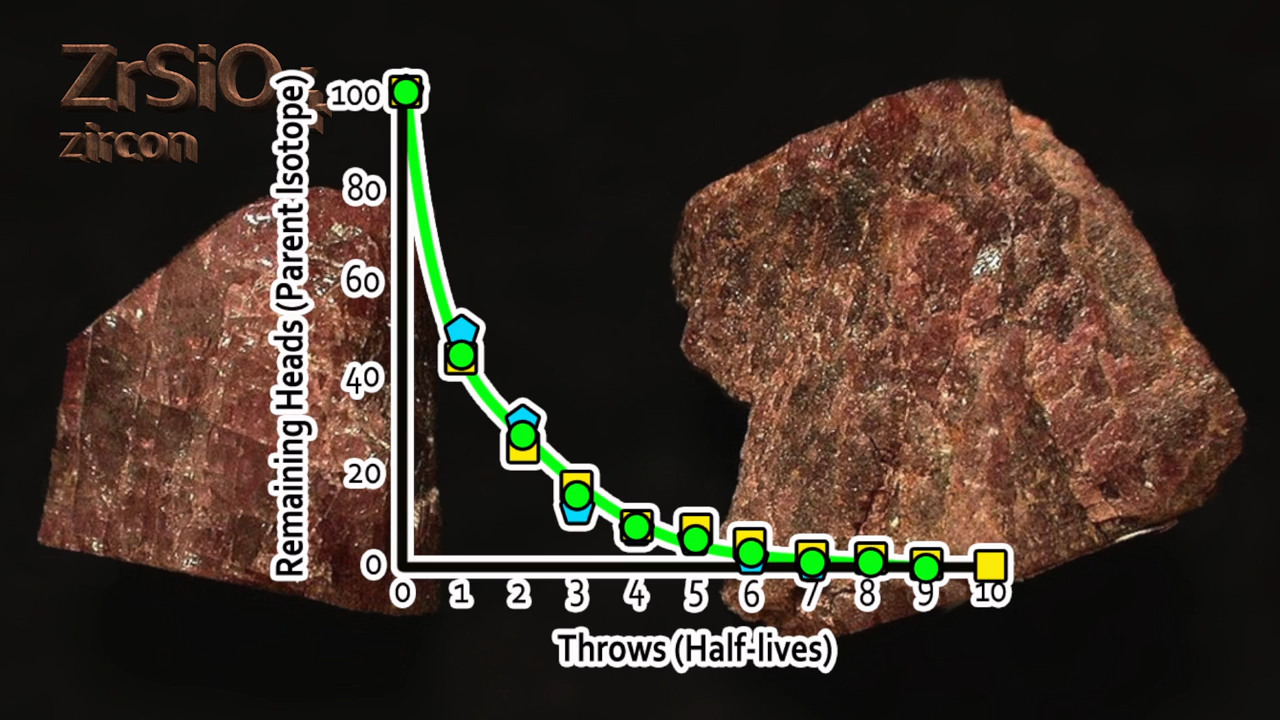 ZrSiO4
zircon
Remaining Heads (Parent Isotope)
100
80
60
40
20
0
0 1 2 3 4 5 6 7 8 9 10
Throws (Half-lives)